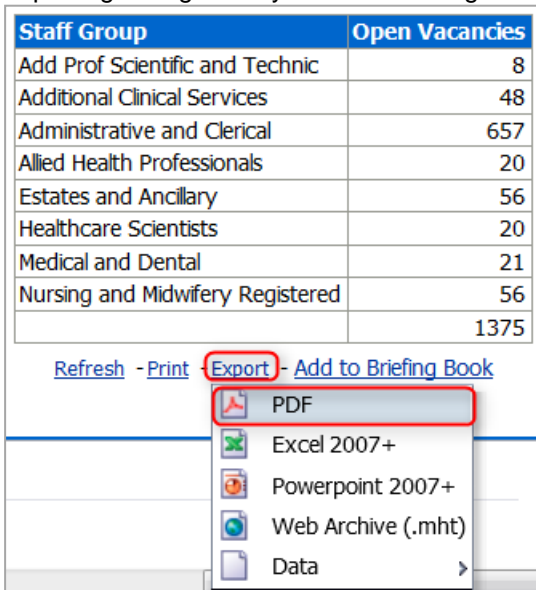 Staff Group Open Vacancies
Add Prof Scientific and Technic 8
Additional Clinical Services 48
Administrative and Clerical 657
Allied Health Professionals 20
Estates and Ancillary 56
Healthcare Scientists 20
Medical and Dental 21
Nursing and Midwifery Registered 56
1375
Refresh - Print - Export - Add to Briefing Book
PDF
Excel 2007+
Powerpoint 2007+
Web Archive (.mht)
Data